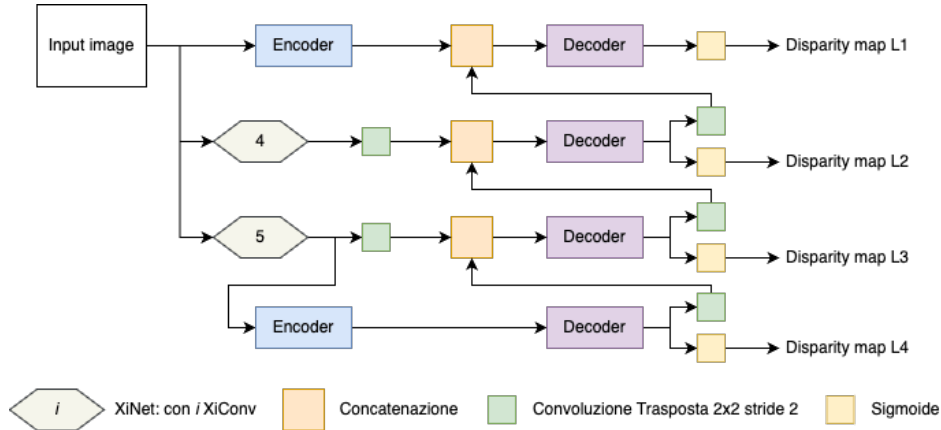 Input image
Encoder
Decoder
Disparity map L1
4
Decoder
Disparity map L2
5
Decoder
Disparity map L3
Encoder
Decoder
Disparity map L4
i
XiNet: con i XiConv
Concatenazione
Convoluzione Trasposta 2x2 stride 2
Sigmoide